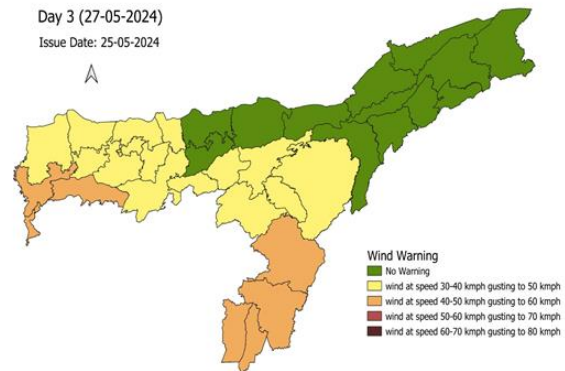 Day 3 (27-05-2024)
Issue Date: 25-05-2024
Wind Warning
No Warning
wind at speed 30-40 kmph gusting to 50 kmph
wind at speed 40-50 kmph gusting to 60 kmph
wind at speed 50-60 kmph gusting to 70 kmph
wind at speed 60-70 kmph gusting to 80 kmph